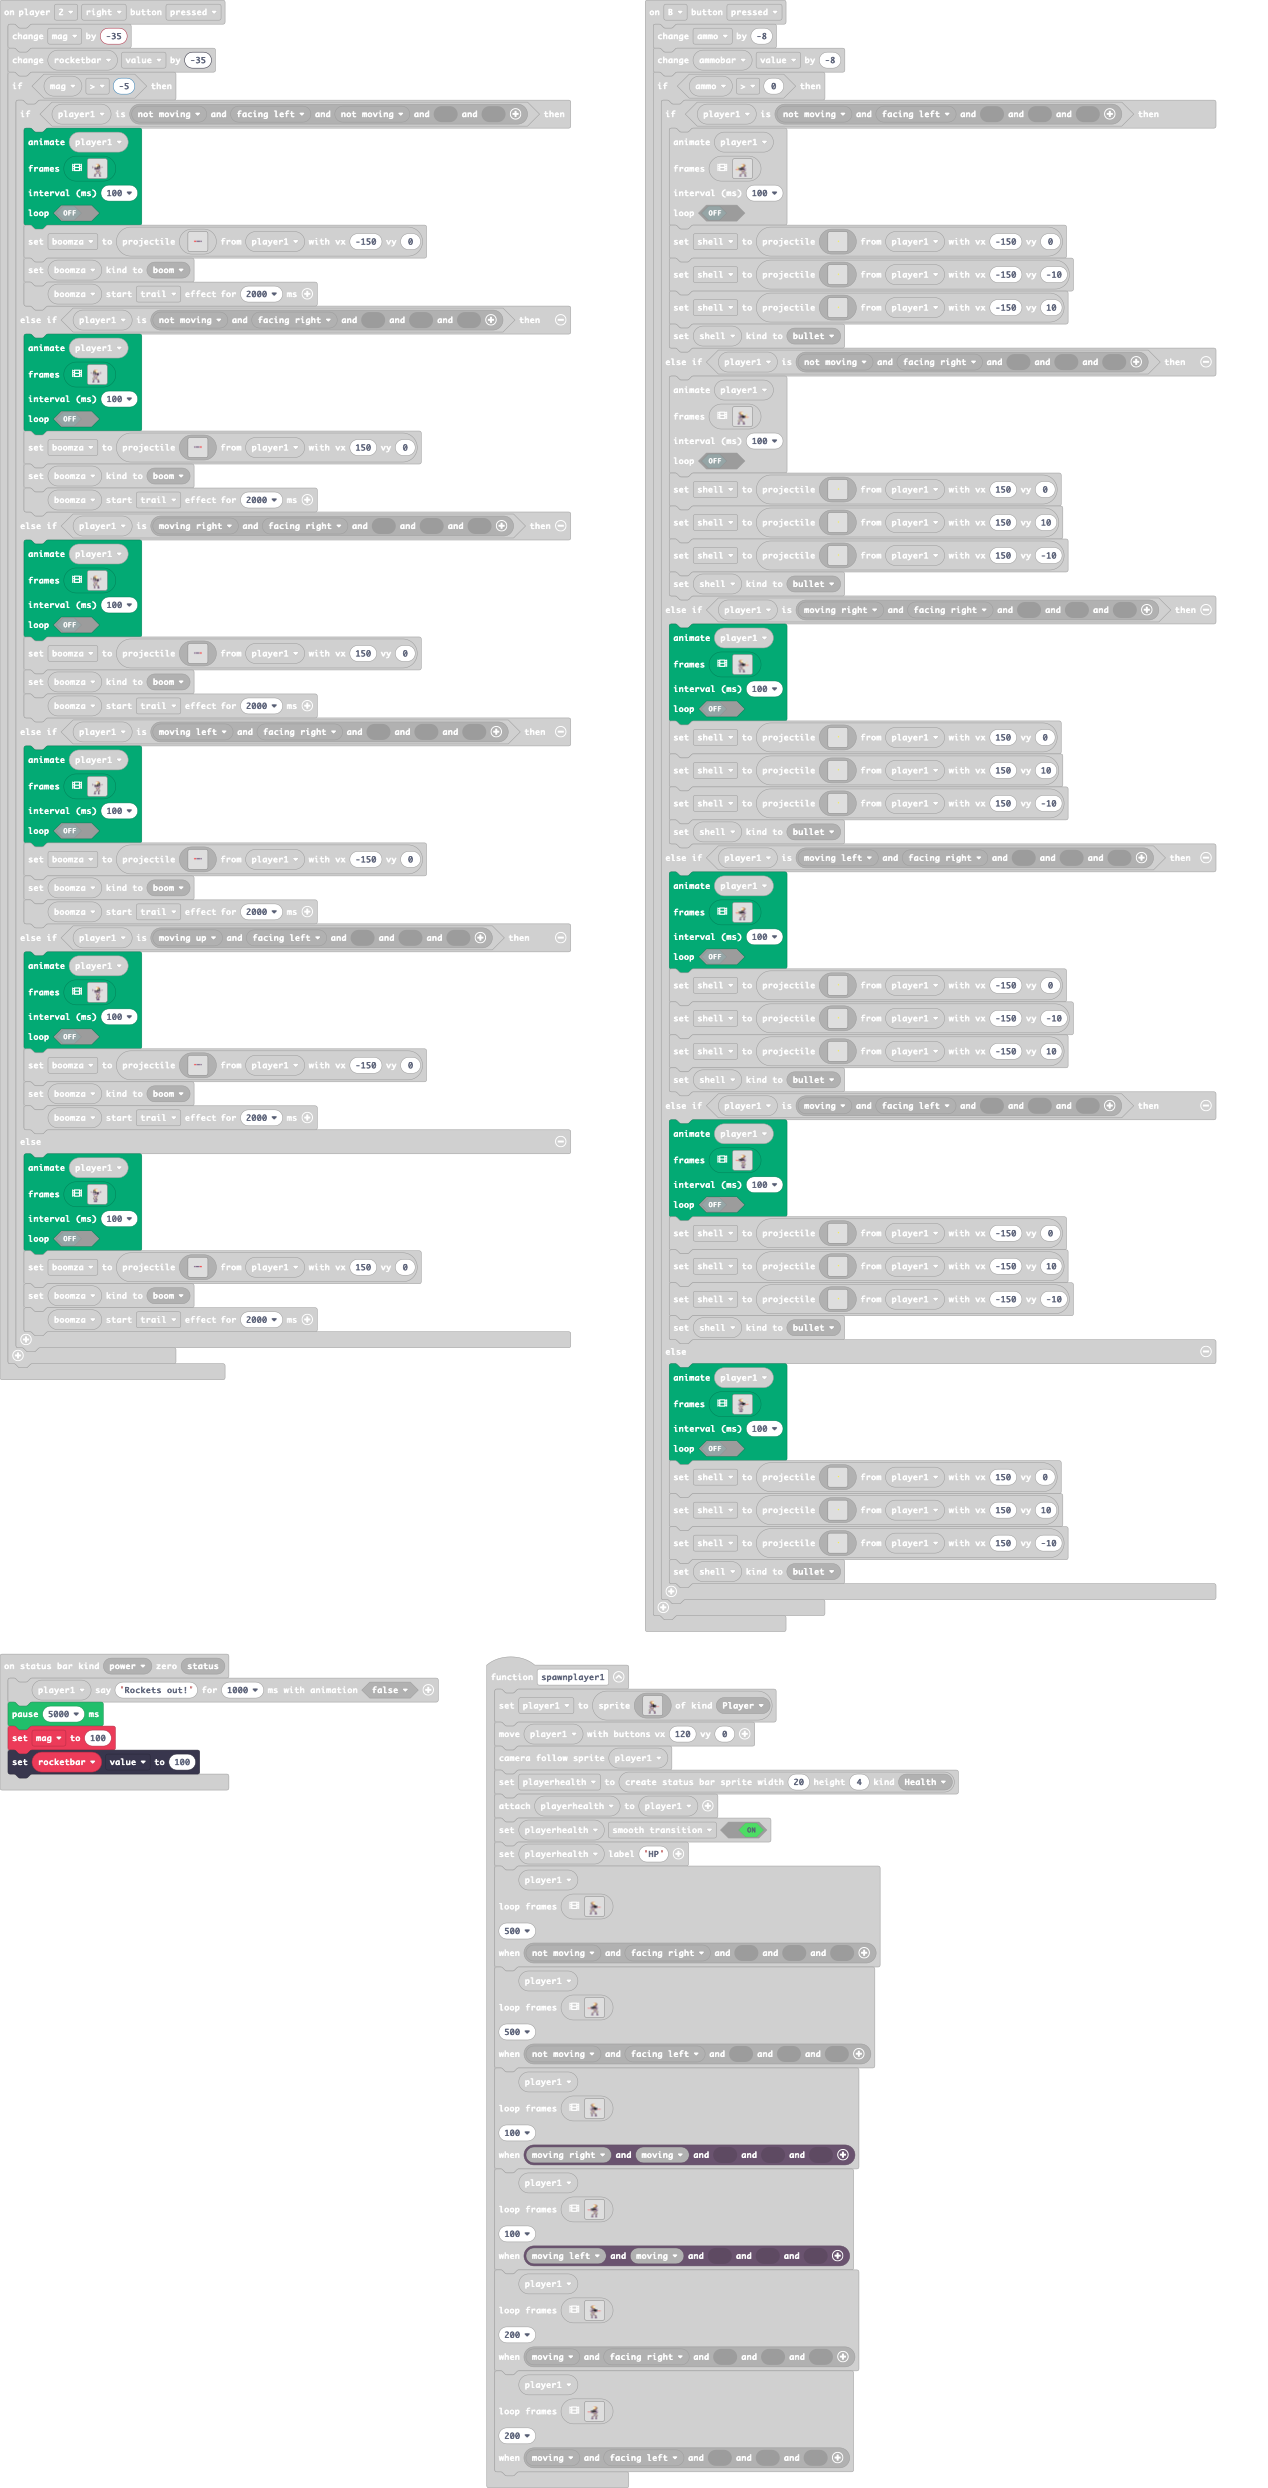 on player 2 right button pressed
change mag by -35
change rocketbar value by -35
if mag > -5 then
if player1 is not moving and facing left and not moving and and then
animate player1
frames
interval (ms) 100
loop OFF
set boomza to projectile from player1 with vx -150 vy 0
set boomza kind to boom
boomza start trail effect for 2000 ms
else if player1 is not moving and facing right and and and then
animate player1
frames
interval (ms) 100
loop OFF
set boomza to projectile from player1 with vx 150 vy 0
set boomza kind to boom
boomza start trail effect for 2000 ms
else if player1 is moving right and facing right and and and then
animate player1
frames
interval (ms) 100
loop OFF
set boomza to projectile from player1 with vx 150 vy 0
set boomza kind to boom
boomza start trail effect for 2000 ms
else if player1 is moving left and facing right and and and then
animate player1
frames
interval (ms) 100
loop OFF
set boomza to projectile from player1 with vx -150 vy 0
set boomza kind to boom
boomza start trail effect for 2000 ms
else if player1 is moving up and facing left and and and then
animate player1
frames
interval (ms) 100
loop OFF
set boomza to projectile from player1 with vx -150 vy 0
set boomza kind to boom
boomza start trail effect for 2000 ms
else
animate player1
frames
interval (ms) 100
loop OFF
set boomza to projectile from player1 with vx 150 vy 0
set boomza kind to boom
boomza start trail effect for 2000 ms
on B button pressed
change ammo by -8
change ammobar value by -8
if ammo > 0 then
if player1 is not moving and facing left and and and then
animate player1
frames
interval (ms) 100
loop OFF
set shell to projectile from player1 with vx -150 vy 0
set shell to projectile from player1 with vx -150 vy -10
set shell to projectile from player1 with vx -150 vy 10
set shell kind to bullet
else if player1 is not moving and facing right and and and then
animate player1
frames
interval (ms) 100
loop OFF
set shell to projectile from player1 with vx 150 vy 0
set shell to projectile from player1 with vx 150 vy 10
set shell to projectile from player1 with vx 150 vy -10
set shell kind to bullet
else if player1 is moving right and facing right and and and then
animate player1
frames
interval (ms) 100
loop OFF
set shell to projectile from player1 with vx 150 vy 0
set shell to projectile from player1 with vx 150 vy 10
set shell to projectile from player1 with vx 150 vy -10
set shell kind to bullet
else if player1 is moving left and facing right and and and then
animate player1
frames
interval (ms) 100
loop OFF
set shell to projectile from player1 with vx -150 vy 0
set shell to projectile from player1 with vx -150 vy -10
set shell to projectile from player1 with vx -150 vy 10
set shell kind to bullet
else if player1 is moving and facing left and and and then
animate player1
frames
interval (ms) 100
loop OFF
set shell to projectile from player1 with vx -150 vy 0
set shell to projectile from player1 with vx -150 vy 10
set shell to projectile from player1 with vx -150 vy -10
set shell kind to bullet
else
animate player1
frames
interval (ms) 100
loop OFF
set shell to projectile from player1 with vx 150 vy 0
set shell to projectile from player1 with vx 150 vy 10
set shell to projectile from player1 with vx 150 vy -10
set shell kind to bullet
on status bar kind power zero status
player1 say "Rockets out!" for 1000 ms with animation false
pause 5000 ms
set mag to 100
set rocketbar value to 100
function spawnplayer1
set player1 to sprite of kind Player
move player1 with buttons vx 120 vy 0
camera follow sprite player1
set playerhealth to create status bar sprite width 20 height 4 kind Health
attach playerhealth to player1
set playerhealth smooth transition ON
set playerhealth label "HP"
player1
loop frames
500
when not moving and facing right and and and
player1
loop frames
500
when not moving and facing left and and and
player1
loop frames
100
when moving right and moving and and and
player1
loop frames
100
when moving left and moving and and and
player1
loop frames
200
when moving and facing right and and and
player1
loop frames
200
when moving and facing left and and and